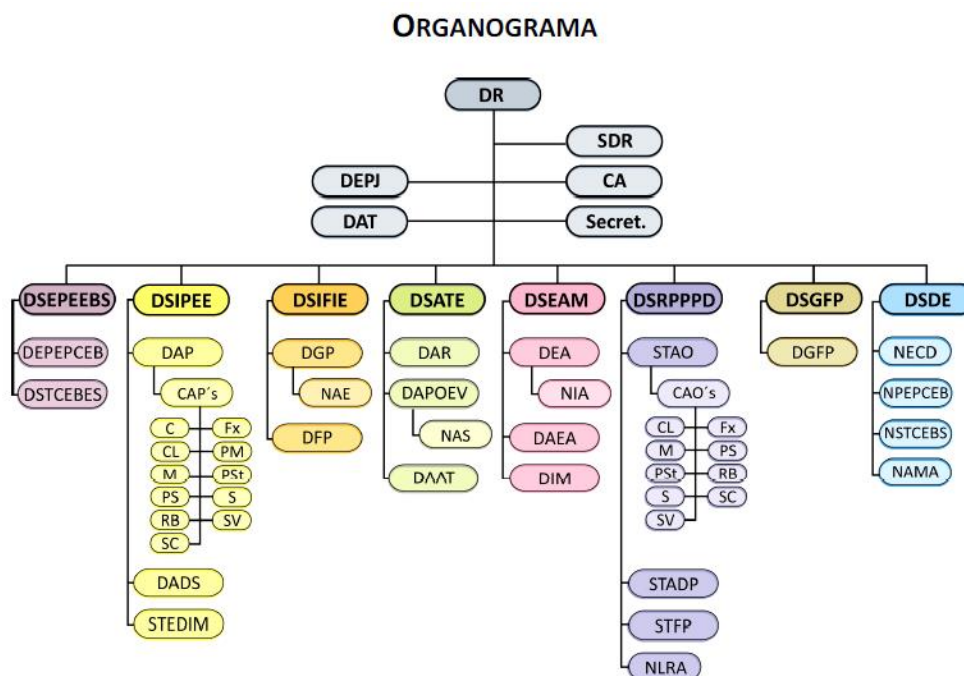 ORGANOGRAMA
DR
SDR
DEPJ CA
DAT Secret.
DSEPEEBS DSIPEE DSIFIE DSATE DSEAM DSRPPPD DSGFP DSDE
DEPEPCEB DAP DGP DAR DEA STAO DGFP NECD
DSTCEBES CAP´s NAE DAPOEV NIA CAO´s NPEPCEB
C Fx CL Fx
CL PM DFP NAS DAEA M PS NSTCEBS
M PSt DAAT DIM PSt RB NAMA
PS S S SC
RB SV SV
SC
DADS STADP
STEDIM STFP
NLRA